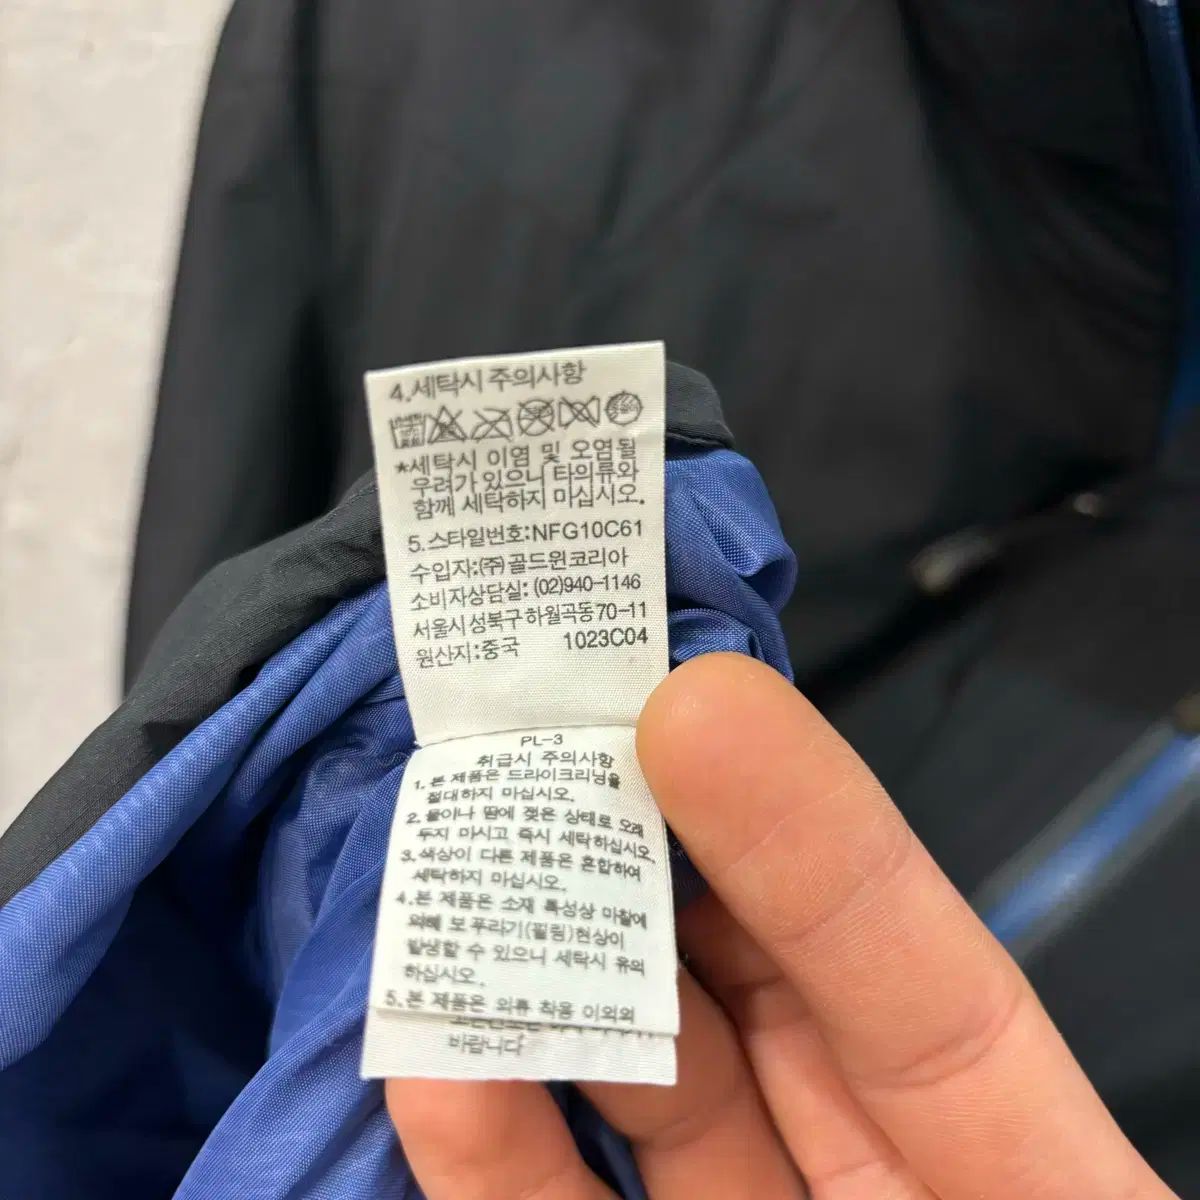 4.세탁시 주의사항
*세탁시 이염 및 오염될
우려가 있으니 타의류와
함께 세탁하지 마십시오.
5.스타일번호:NFG10C61
수입자:(주)골드윈코리아
소비자상담실:(02)940-1146
서울시 성북구 하월곡동70-11
원산지:중국 1023C04
PL-3
취급시 주의사항
1.본 제품은 드라이크리닝을
절대하지 마십시오.
2.물이나 땀에 젖은 상태로 오래
두지 마시고 즉시 세탁하십시오.
3.색상이 다른 제품은 혼합하여
세탁하지 마십시오.
4.본 제품은 소재 특성상 마찰에
의해 보푸라기(필링)현상이
발생할 수 있으니 세탁시 유의
하십시오.
5.본 제품은 의류 착용 이외의
바랍니다